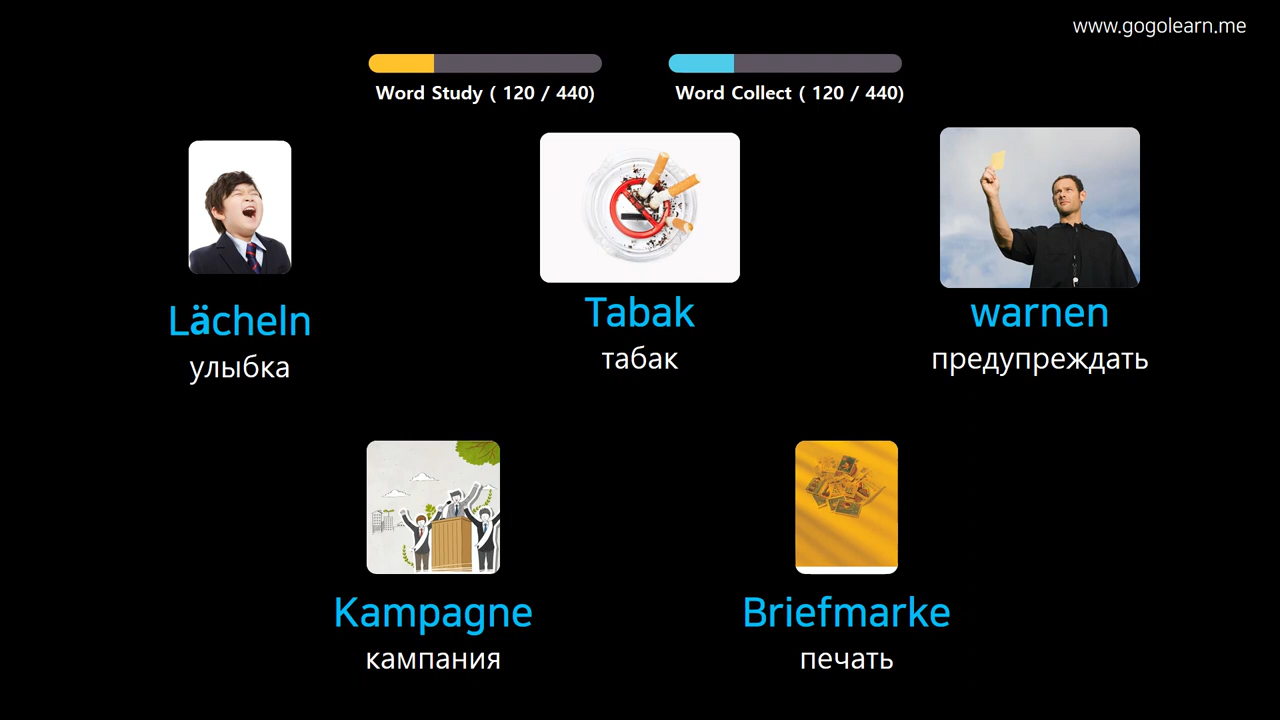 www.gogolearn.me
Word Study ( 120 / 440)
Word Collect ( 120 / 440)
Lächeln
улыбка
Tabak
табак
warnen
предупреждать
Kampagne
кампания
Briefmarke
печать